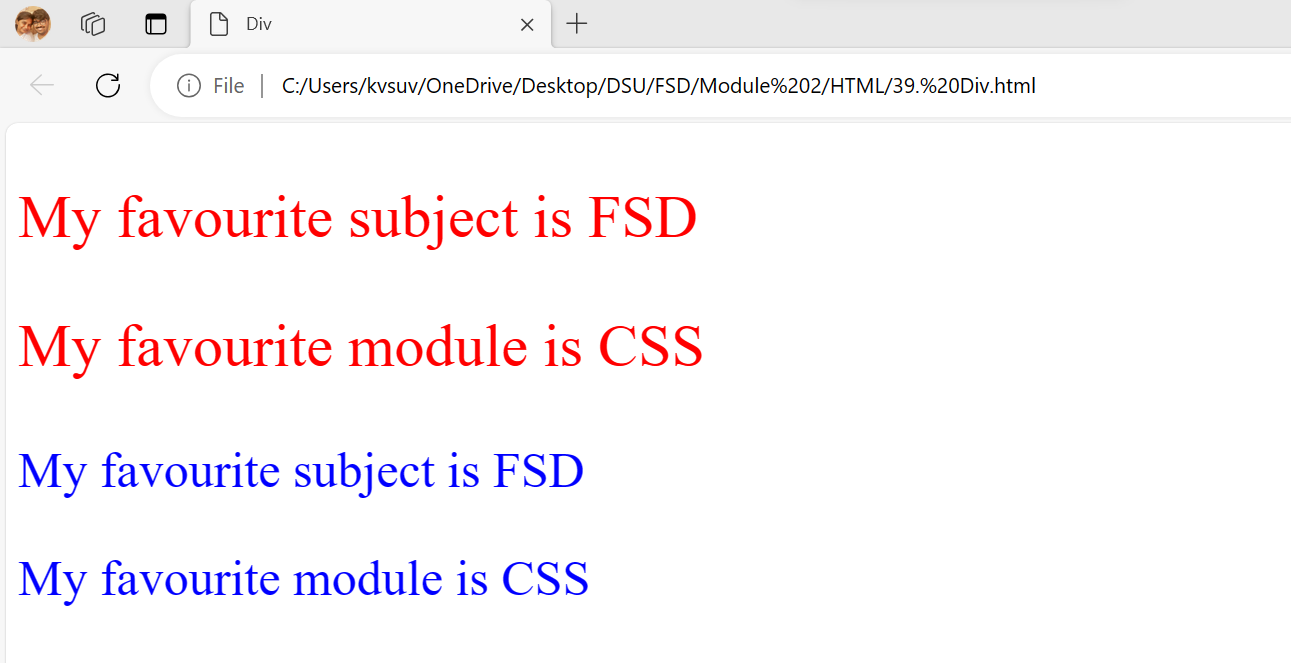 Div
File | C:/Users/kvsuv/OneDrive/Desktop/DSU/FSD/Module%202/HTML/39.%20Div.html
My favourite subject is FSD
My favourite module is CSS
My favourite subject is FSD
My favourite module is CSS